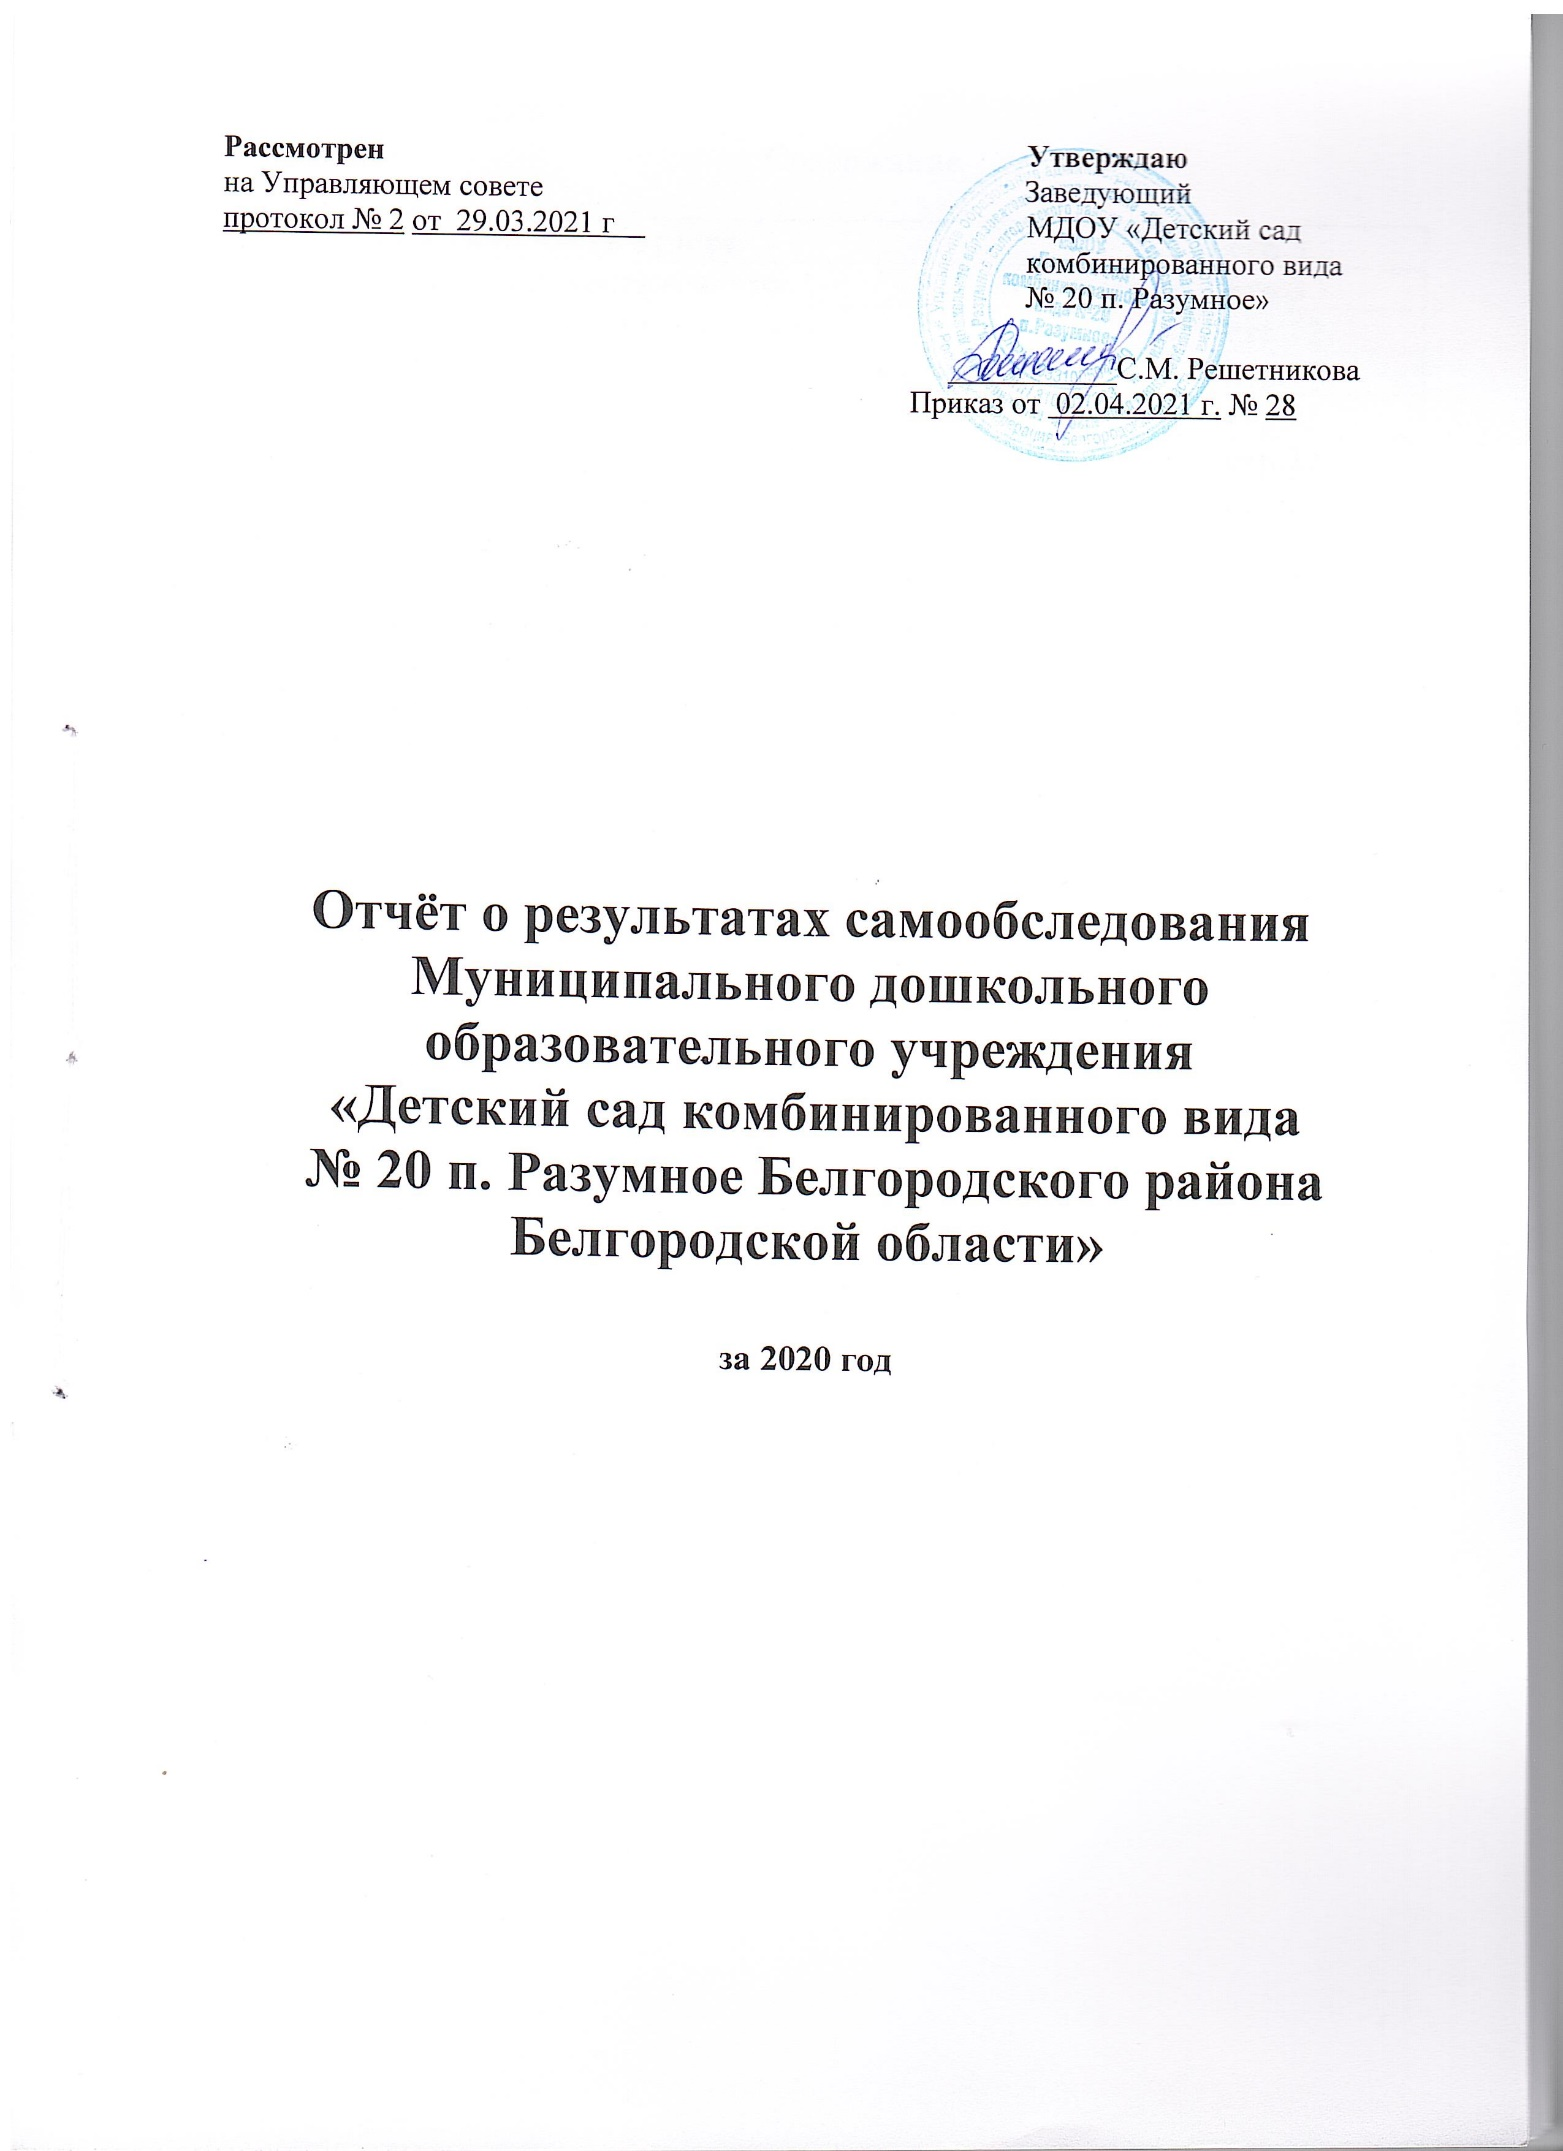 Рассмотрен
на Управляющем совете
протокол № 2 от 29.03.2021 г
Утверждаю
Заведующий
МДОУ «Детский сад
комбинированного вида
№ 20 п. Разумное»
С.М. Решетникова
Приказ от 02.04.2021 г. № 28
Отчёт о результатах самообследования
Муниципального дошкольного
образовательного учреждения
«Детский сад комбинированного вида
№ 20 п. Разумное Белгородского района
Белгородской области»
за 2020 год